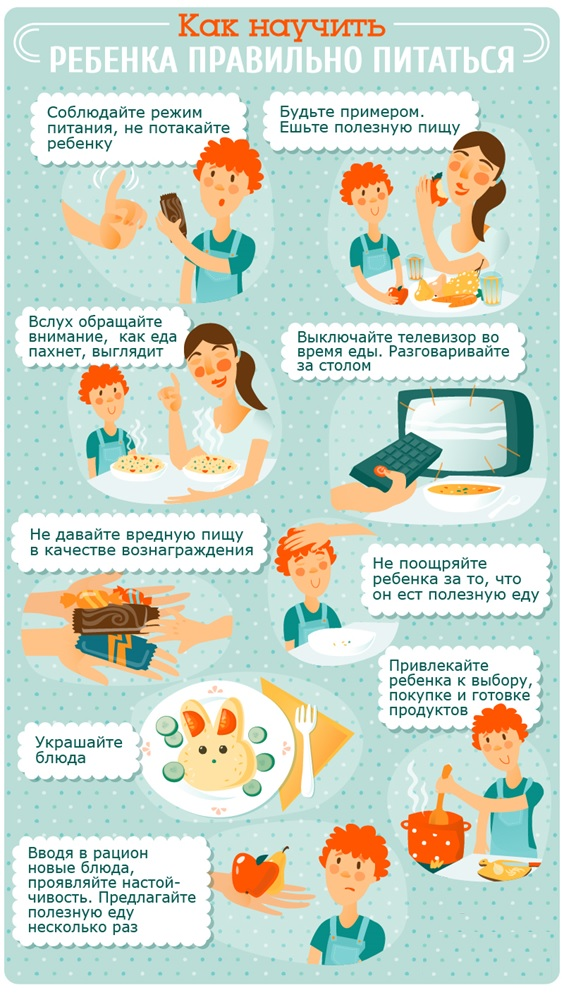 Как научить
РЕБЕНКА ПРАВИЛЬНО ПИТАТЬСЯ
Соблюдайте режим
питания, не потакайте
ребенку
Будьте примером.
Ешьте полезную пищу
Вслух обращайте
внимание, как еда
пахнет, выглядит
Выключайте телевизор во
время еды. Разговаривайте
за столом
Не давайте вредную пищу
в качестве вознаграждения
Не поощряйте
ребенка за то, что
он ест полезную еду
Привлекайте
ребенка к выбору,
покупке и готовке
продуктов
Украшайте
блюда
Вводя в рацион
новые блюда,
проявляйте настой-
чивость. Предлагайте
полезную еду
несколько раз